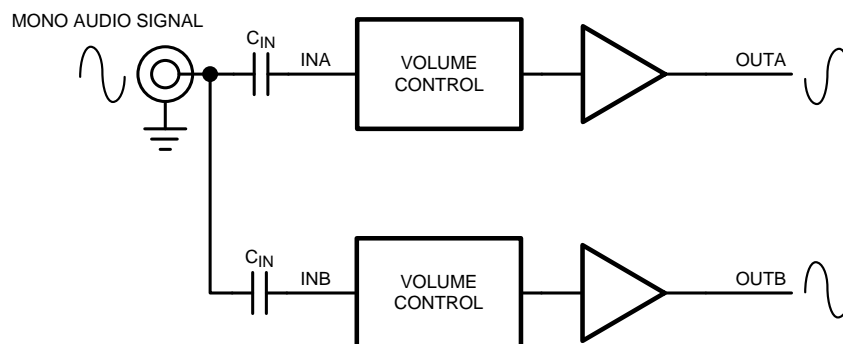 MONO AUDIO SIGNAL
CIN
INA
VOLUME
CONTROL
OUTA
CIN
INB
VOLUME
CONTROL
OUTB